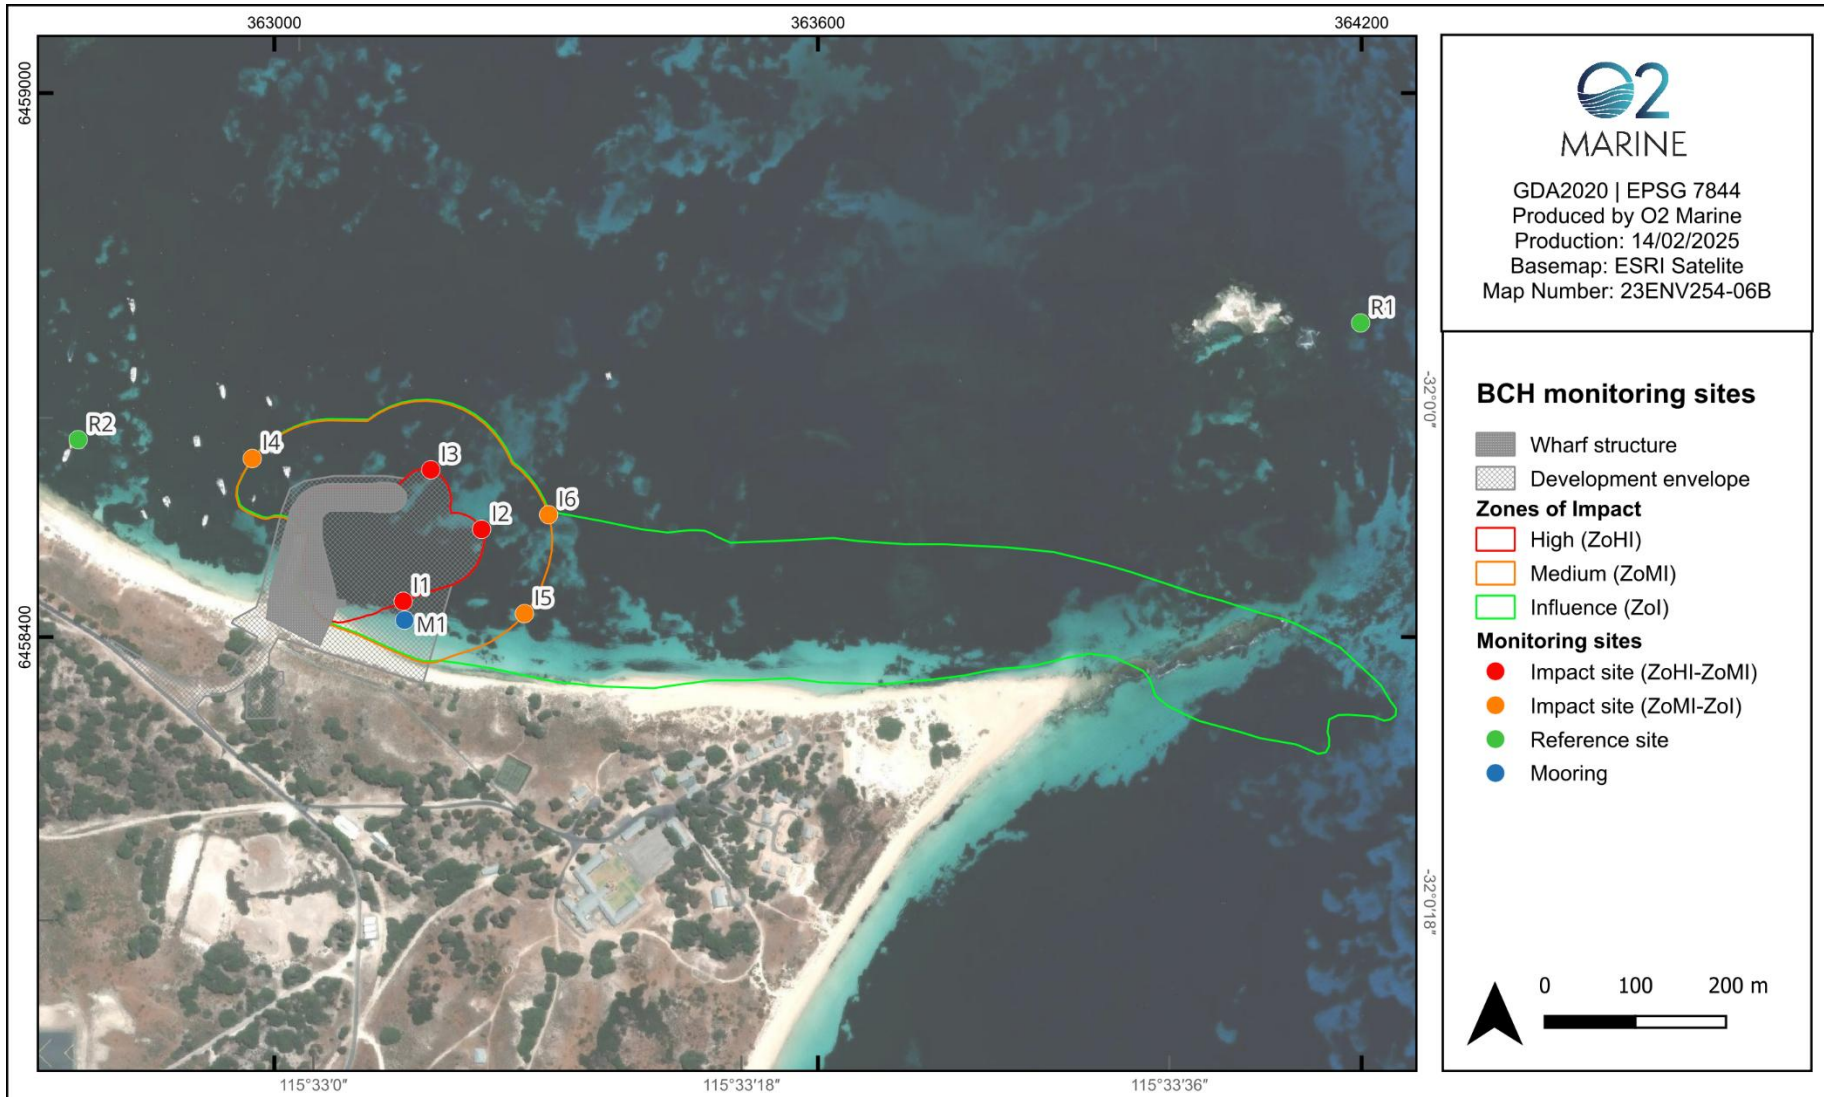 363000
363600
364200
6459000
6458400
-32°0'0"
-32°0'18"
115°33'0"
115°33'18"
115°33'36"
R1
R2
I4
I3
I6
I2
I1
I5
M1
O2
MARINE
GDA2020 | EPSG 7844
Produced by O2 Marine
Production: 14/02/2025
Basemap: ESRI Satelite
Map Number: 23ENV254-06B
BCH monitoring sites
Wharf structure
Development envelope
Zones of Impact
High (ZoHI)
Medium (ZoMI)
Influence (ZoI)
Monitoring sites
Impact site (ZoHI-ZoMI)
Impact site (ZoMI-ZoI)
Reference site
Mooring
0 100 200 m